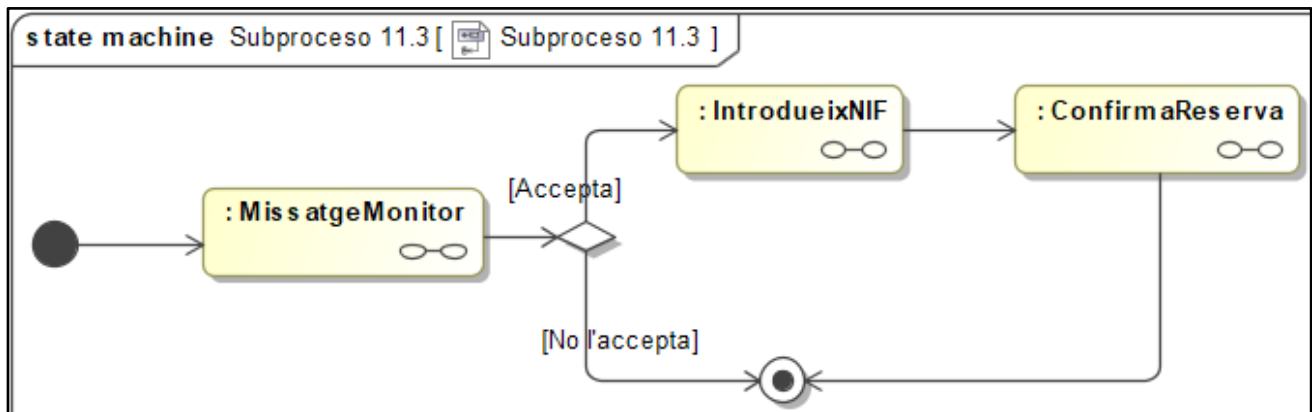 state machine Subproceso 11.3 [ Subproceso 11.3 ]
: IntrodueixNIF
: ConfirmaReserva
[Accepta]
: MissatgeMonitor
[No l'accepta]